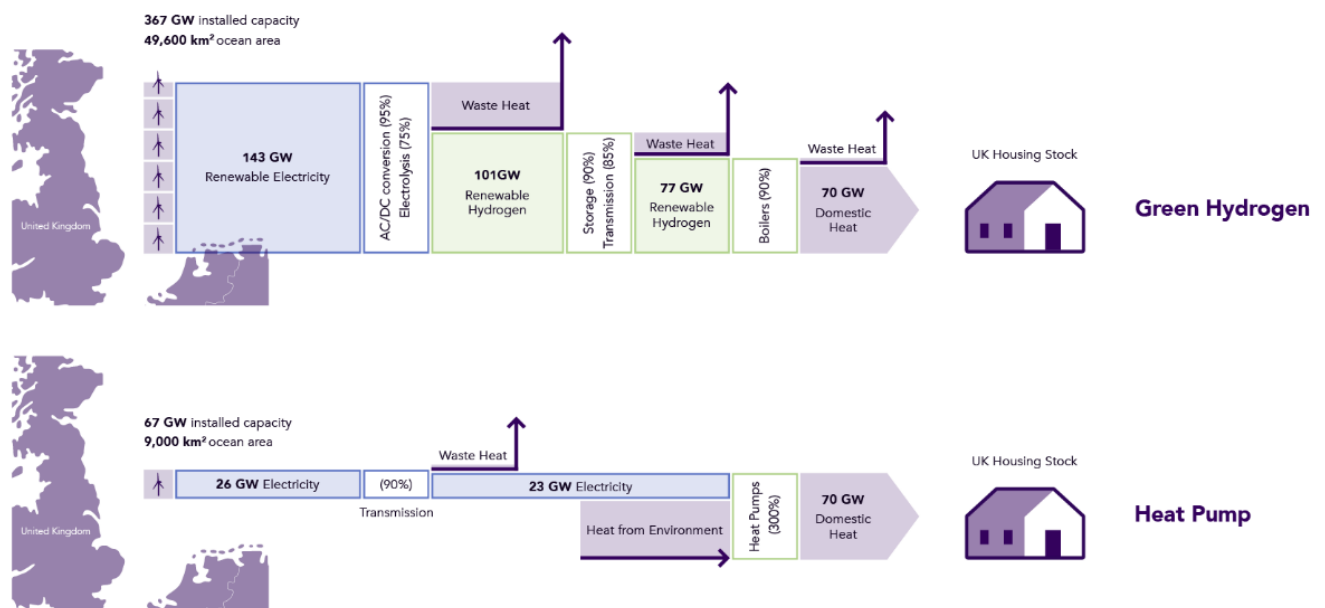 367 GW installed capacity
49,600 km² ocean area
United Kingdom
143 GW
Renewable Electricity
AC/DC conversion (95%)
Electrolysis (75%)
Waste Heat
101GW
Renewable
Hydrogen
Storage (90%)
Transmission (85%)
Waste Heat
77 GW
Renewable
Hydrogen
Boilers (90%)
Waste Heat
70 GW
Domestic
Heat
UK Housing Stock
Green Hydrogen
67 GW installed capacity
9,000 km² ocean area
United Kingdom
26 GW Electricity
(90%)
Transmission
Waste Heat
23 GW Electricity
Heat from Environment
Heat Pumps
(300%)
70 GW
Domestic
Heat
UK Housing Stock
Heat Pump